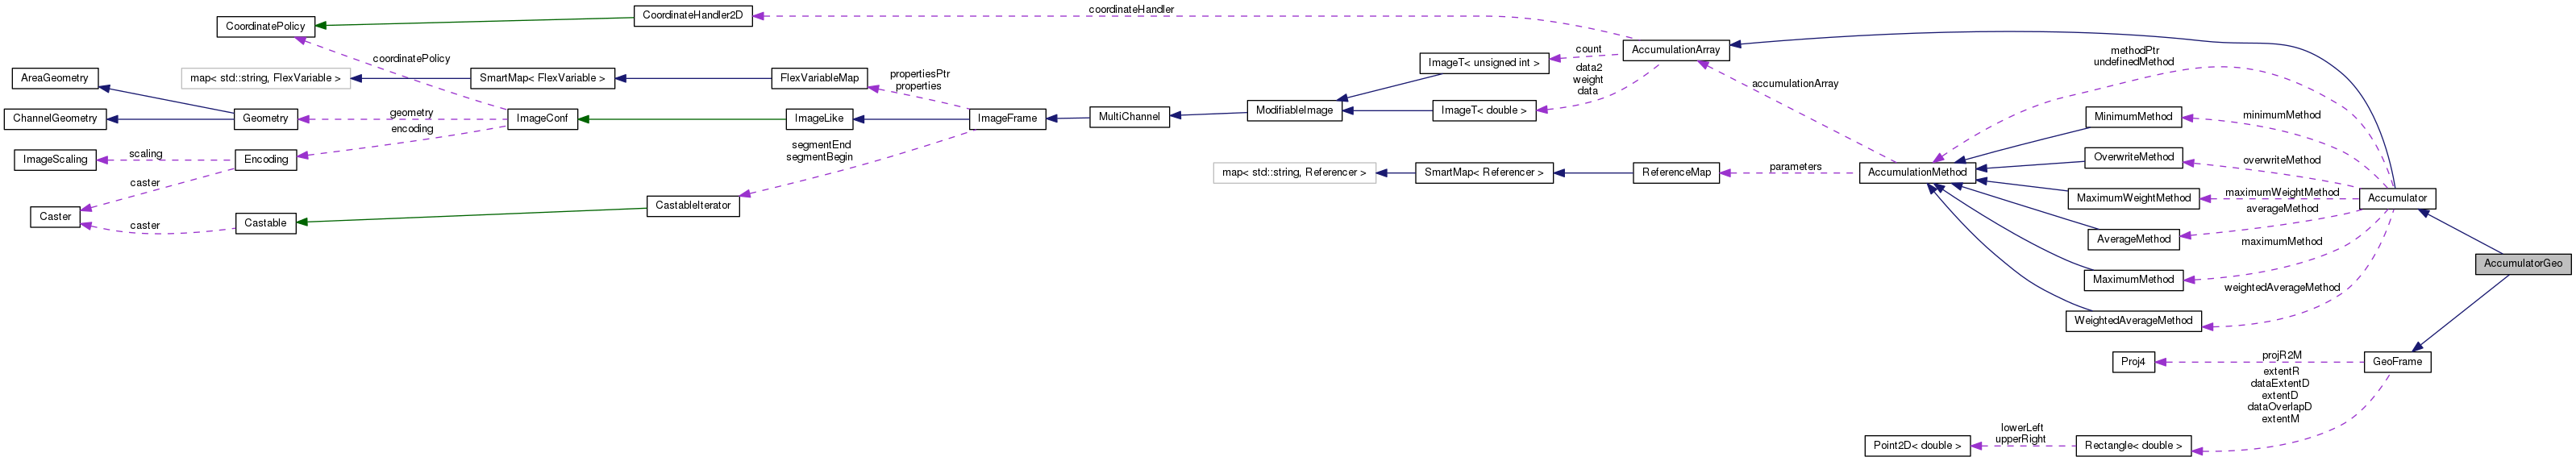 CoordinatePolicy
CoordinateHandler2D
coordinateHandler
coordinatePolicy
AreaGeometry
map< std::string, FlexVariable >
SmartMap< FlexVariable >
FlexVariableMap
propertiesPtr
properties
ChannelGeometry
Geometry
geometry
encoding
ImageConf
ImageLike
ImageFrame
MultiChannel
ModifiableImage
ImageT< unsigned int >
ImageT< double >
count
data2
weight
data
AccumulationArray
accumulationArray
ImageScaling
scaling
Encoding
caster
segmentEnd
segmentBegin
Caster
caster
Castable
CastableIterator
map< std::string, Referencer >
SmartMap< Referencer >
ReferenceMap
parameters
AccumulationMethod
methodPtr
undefinedMethod
MinimumMethod
minimumMethod
OverwriteMethod
overwriteMethod
MaximumWeightMethod
maximumWeightMethod
AverageMethod
averageMethod
MaximumMethod
maximumMethod
WeightedAverageMethod
weightedAverageMethod
Accumulator
AccumulatorGeo
GeoFrame
Proj4
projR2M
extentR
dataExtentD
extentD
dataOverlapD
extentM
Point2D< double >
lowerLeft
upperRight
Rectangle< double >